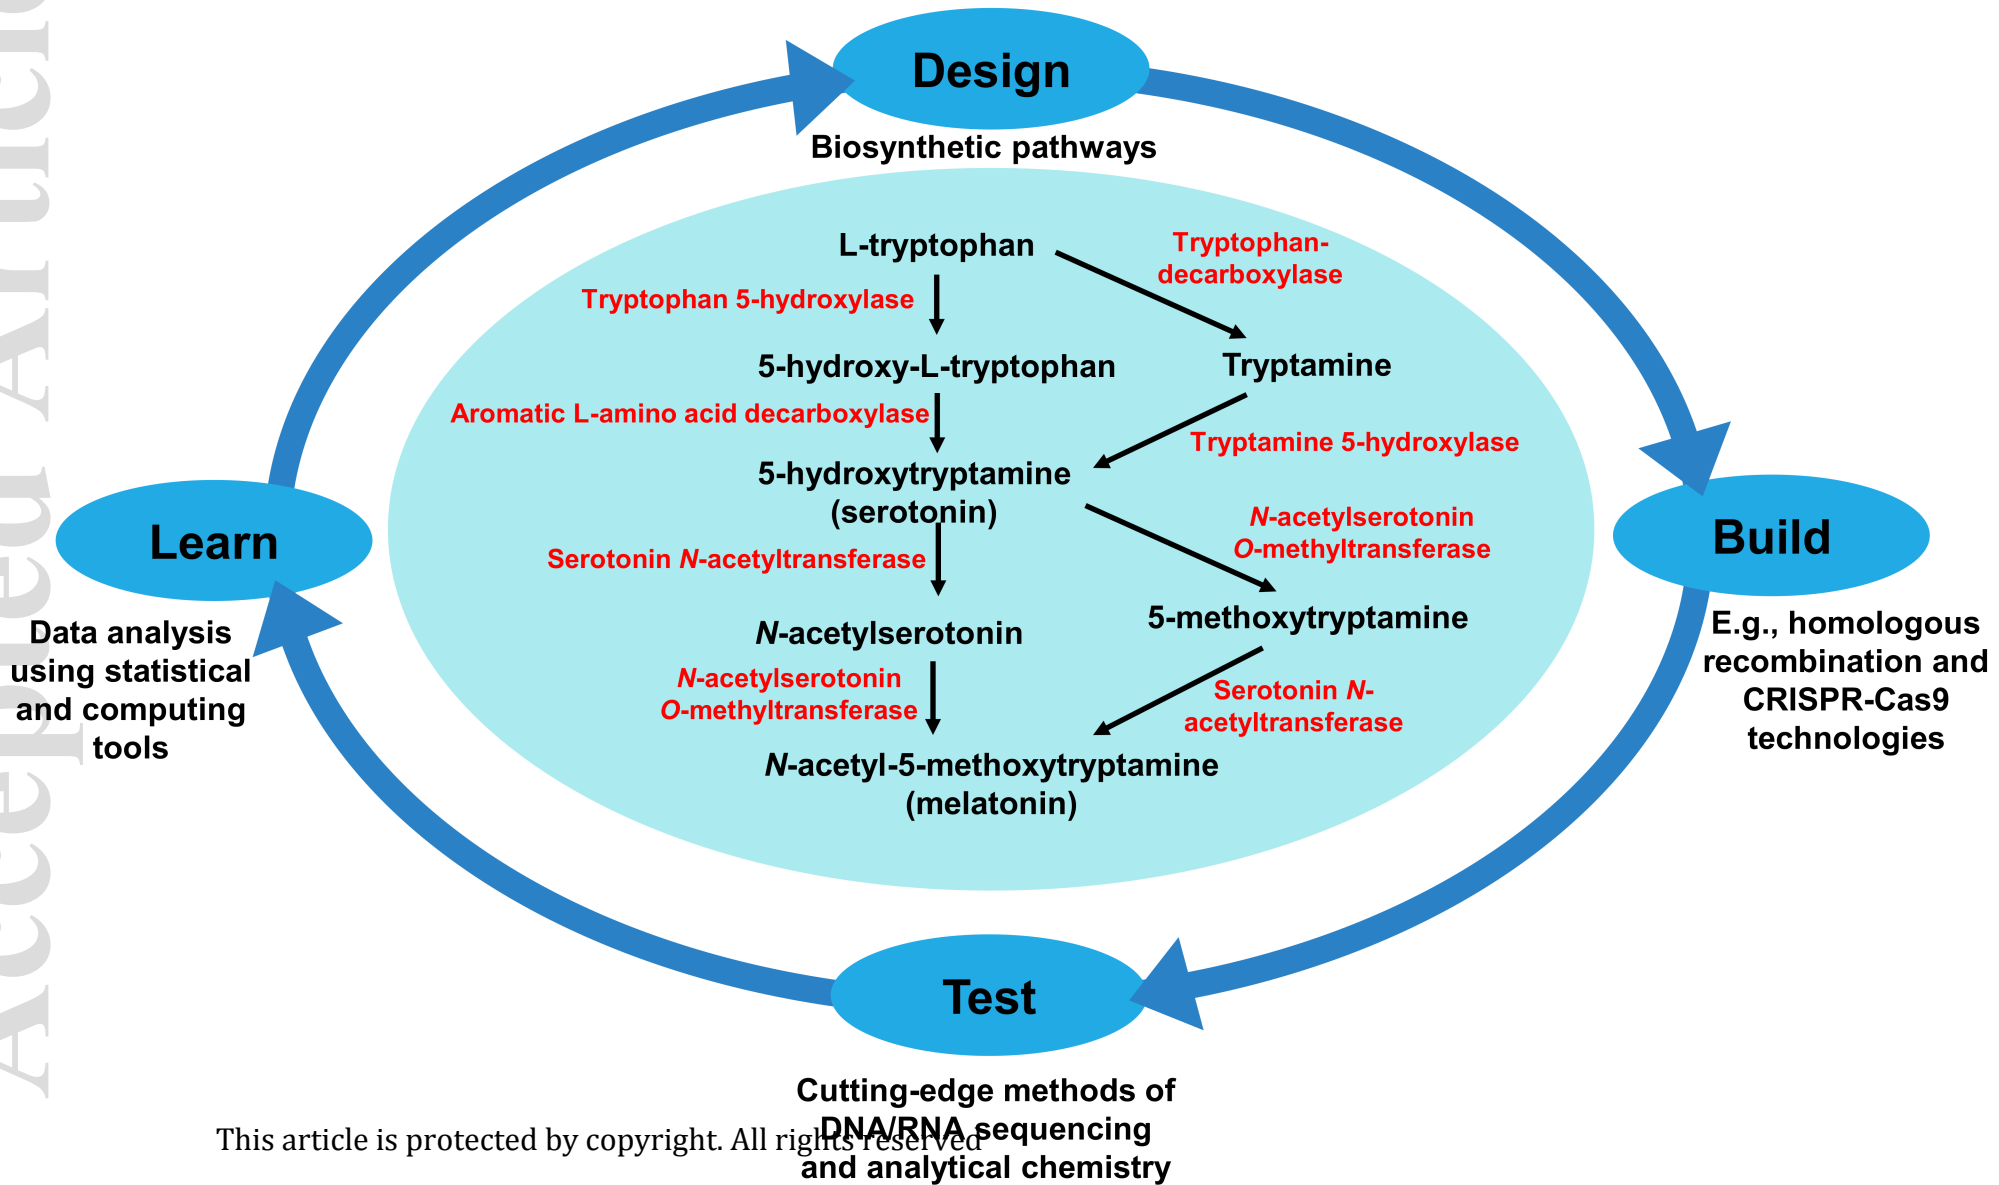 Accepted Article
Design
Biosynthetic pathways
L-tryptophan
Tryptophan-
decarboxylase
Tryptophan 5-hydroxylase
5-hydroxy-L-tryptophan
Tryptamine
Aromatic L-amino acid decarboxylase
Tryptamine 5-hydroxylase
5-hydroxytryptamine
(serotonin)
N-acetylserotonin
O-methyltransferase
Serotonin N-acetyltransferase
5-methoxytryptamine
N-acetylserotonin
N-acetylserotonin
O-methyltransferase
Serotonin N-
acetyltransferase
N-acetyl-5-methoxytryptamine
(melatonin)
Build
E.g., homologous
recombination and
CRISPR-Cas9
technologies
Learn
Data analysis
using statistical
and computing
tools
Test
Cutting-edge methods of
DNA/RNA sequencing
and analytical chemistry
This article is protected by copyright. All rights reserved